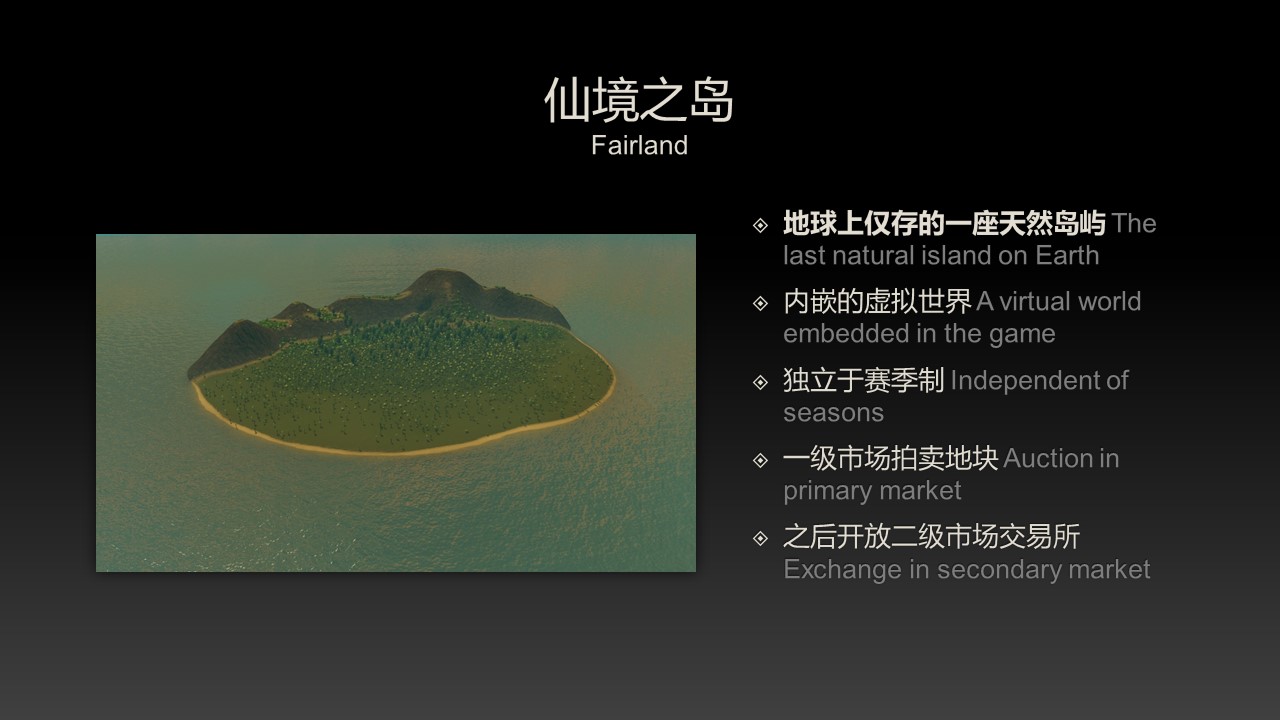 仙境之岛
Fairland
地球上仅存的一座天然岛屿 The
last natural island on Earth
内嵌的虚拟世界 A virtual world
embedded in the game
独立于赛季制 Independent of
seasons
一级市场拍卖地块 Auction in
primary market
之后开放二级市场交易所
Exchange in secondary market